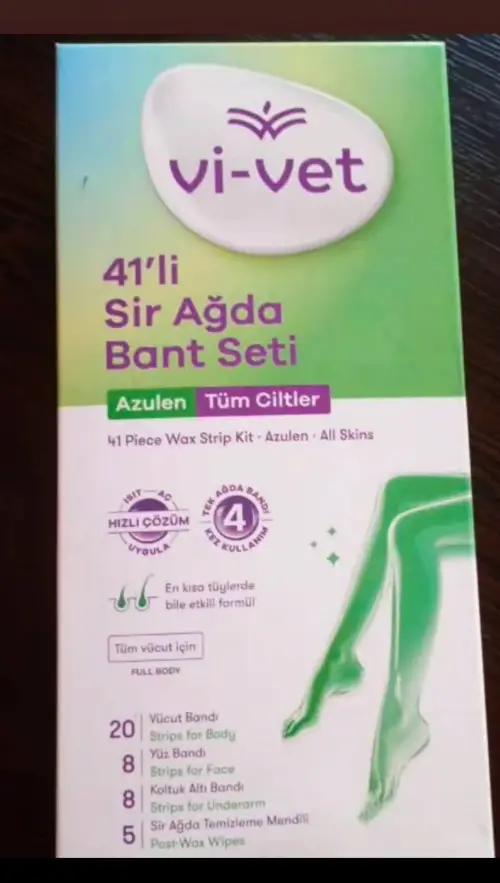 vi-vet
41'li
Sir Ağda
Bant Seti
Azulen Tüm Ciltler
41 Piece Wax Strip Kit · Azulen · All Skins
ISIT AÇ
HIZLI ÇÖZÜM
UYGULA
TEK AĞDA BANDI
4
KEZ KULLANIM
En kısa tüylerde
bile etkili formül
Tüm vücut için
FULL BODY
20 Vücut Bandı
Strips for Body
8 Yüz Bandı
Strips for Face
8 Koltuk Altı Bandı
Strips for Underarm
5 Sir Ağda Temizleme Mendili
Post-Wax Wipes